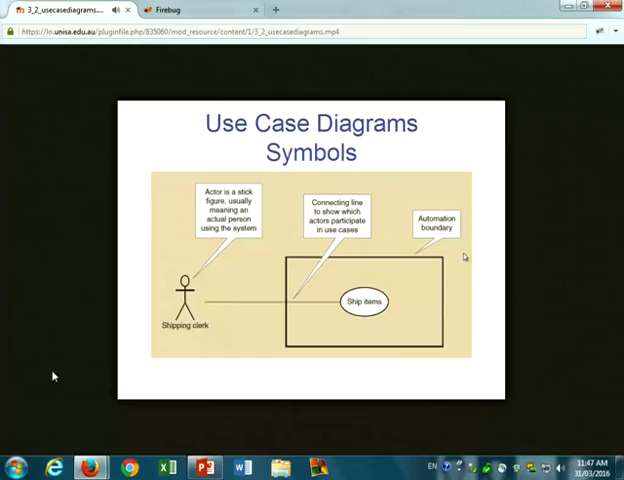 3_2_usecasediagrams....
Firebug
https://lo.unisa.edu.au/pluginfile.php/835060/mod_resource/content/1/3_2_usecasediagrams.mp4
Use Case Diagrams
Symbols
Actor is a stick
figure, usually
meaning an
actual person
using the system
Connecting line
to show which
actors participate
in use cases
Automation
boundary
Ship items
Shipping clerk
EN
11:47 AM
31/03/2016